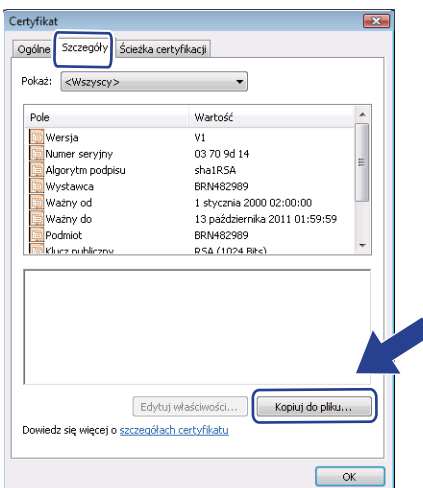 Certyfikat
Ogólne Szczegóły Ścieżka certyfikacji
Pokaż: <Wszyscy>
Pole Wartość
Wersja V1
Numer seryjny 03 70 9d 14
Algorytm podpisu sha1RSA
Wystawca BRN482989
Ważny od 1 stycznia 2000 02:00:00
Ważny do 13 października 2011 01:59:59
Podmiot BRN482989
Klucz publiczny RSA (1024 Bits)
Edytuj właściwości... Kopiuj do pliku...
Dowiedz się więcej o szczegółach certyfikatu
OK